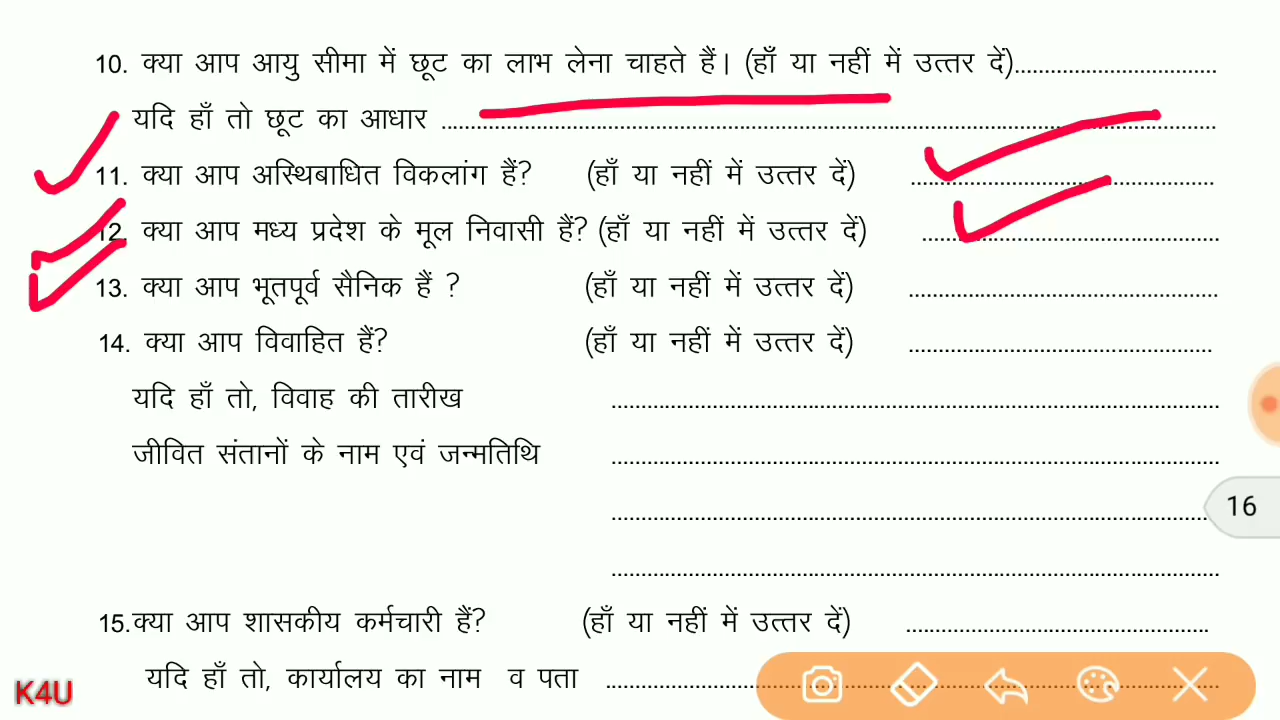 10. क्या आप आयु सीमा में छूट का लाभ लेना चाहते हैं। (हाँ या नहीं में उत्तर दें)..................................
यदि हाँ तो छूट का आधार ..................................................................................................................................
11. क्या आप अस्थिबाधित विकलांग हैं? (हाँ या नहीं में उत्तर दें) ...................................................
12. क्या आप मध्य प्रदेश के मूल निवासी हैं? (हाँ या नहीं में उत्तर दें) ..................................................
13. क्या आप भूतपूर्व सैनिक हैं ? (हाँ या नहीं में उत्तर दें) ....................................................
14. क्या आप विवाहित हैं? (हाँ या नहीं में उत्तर दें) ...................................................
यदि हाँ तो, विवाह की तारीख .......................................................................................................
जीवित संतानों के नाम एवं जन्मतिथि .......................................................................................................
.....................................................................................................
16
.......................................................................................................
15.क्या आप शासकीय कर्मचारी हैं? (हाँ या नहीं में उत्तर दें) ...................................................
यदि हाँ तो, कार्यालय का नाम व पता .......................................................................................................
K4U